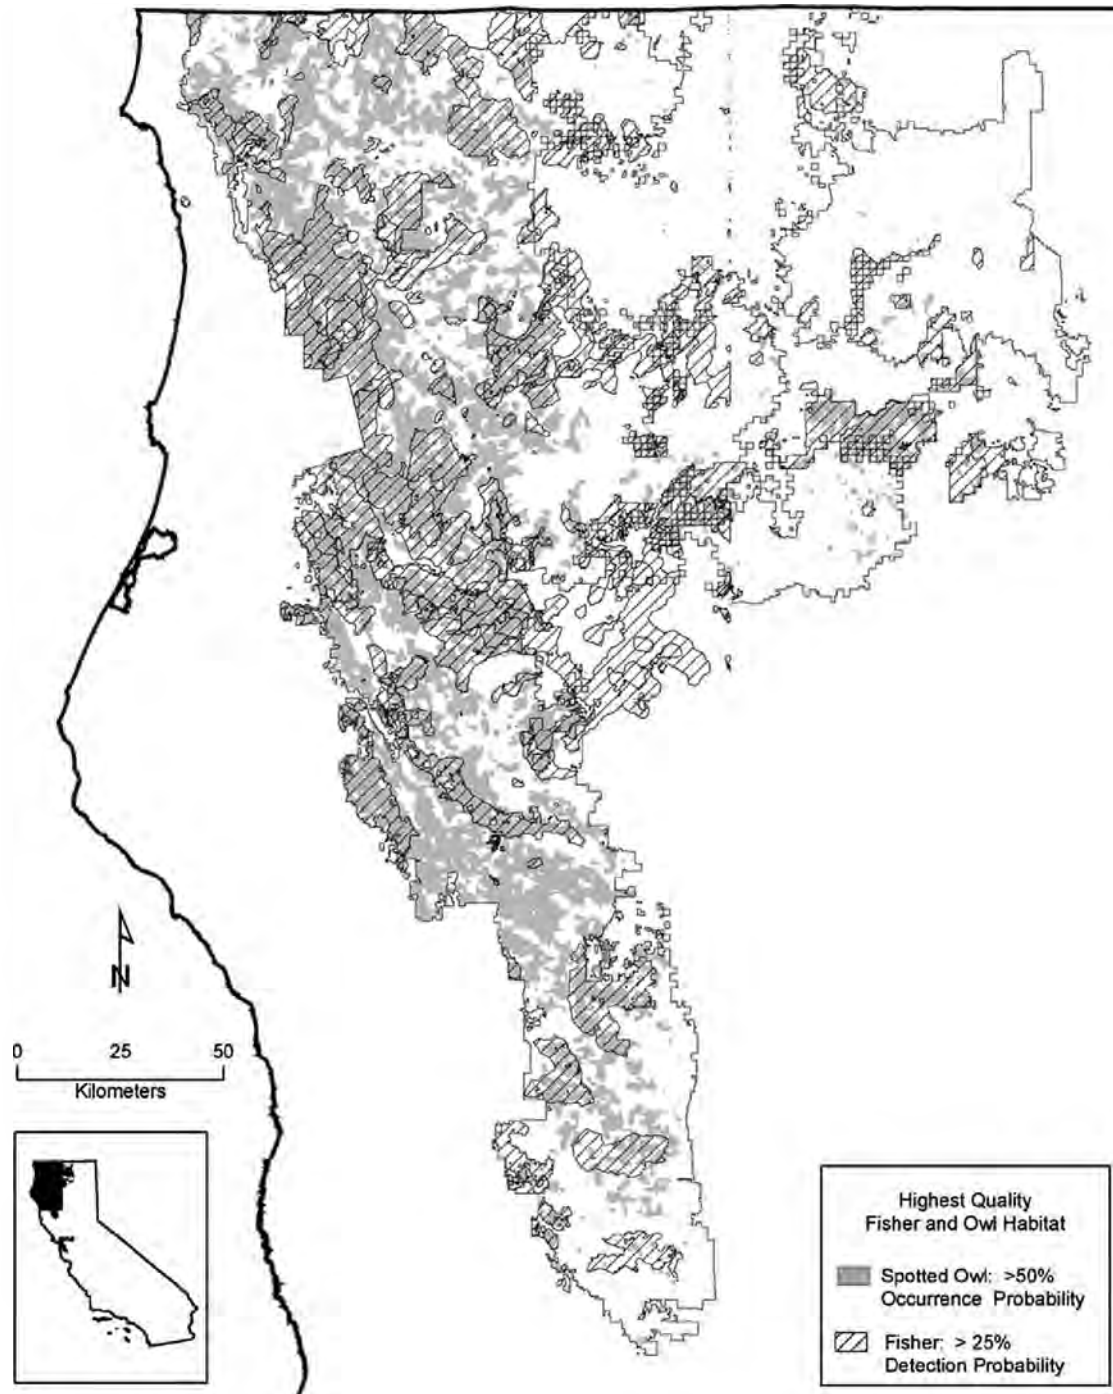 N
0 25 50
Kilometers
Highest Quality
Fisher and Owl Habitat
Spotted Owl: >50%
Occurrence Probability
Fisher: > 25%
Detection Probability